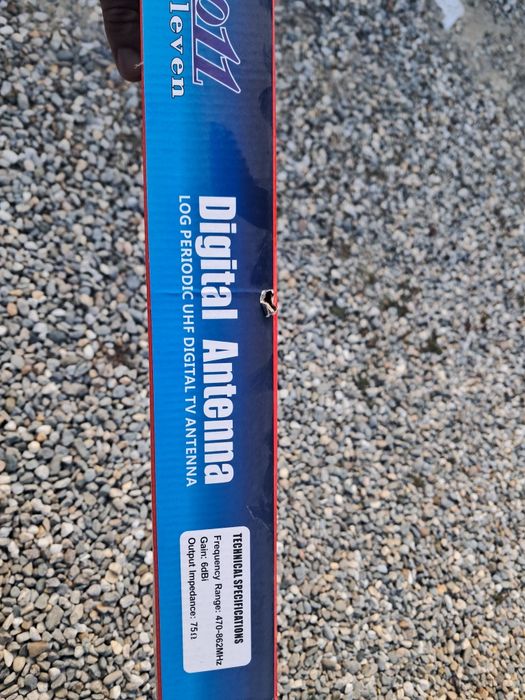 011
leven
Digital Antenna
LOG PERIODIC UHF DIGITAL TV ANTENNA
TECHNICAL SPECIFICATIONS
Frequency Range: 470-862MHz
Gain: 6dBi
Output Impedance: 75Ω